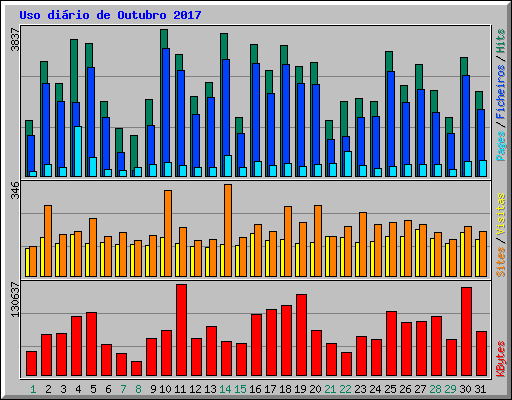 Uso diário de Outubro 2017
3837
Pages / Ficheiros / Hits
346
Sites / Visitas
130637
KBytes
1 2 3 4 5 6 7 8 9 10 11 12 13 14 15 16 17 18 19 20 21 22 23 24 25 26 27 28 29 30 31